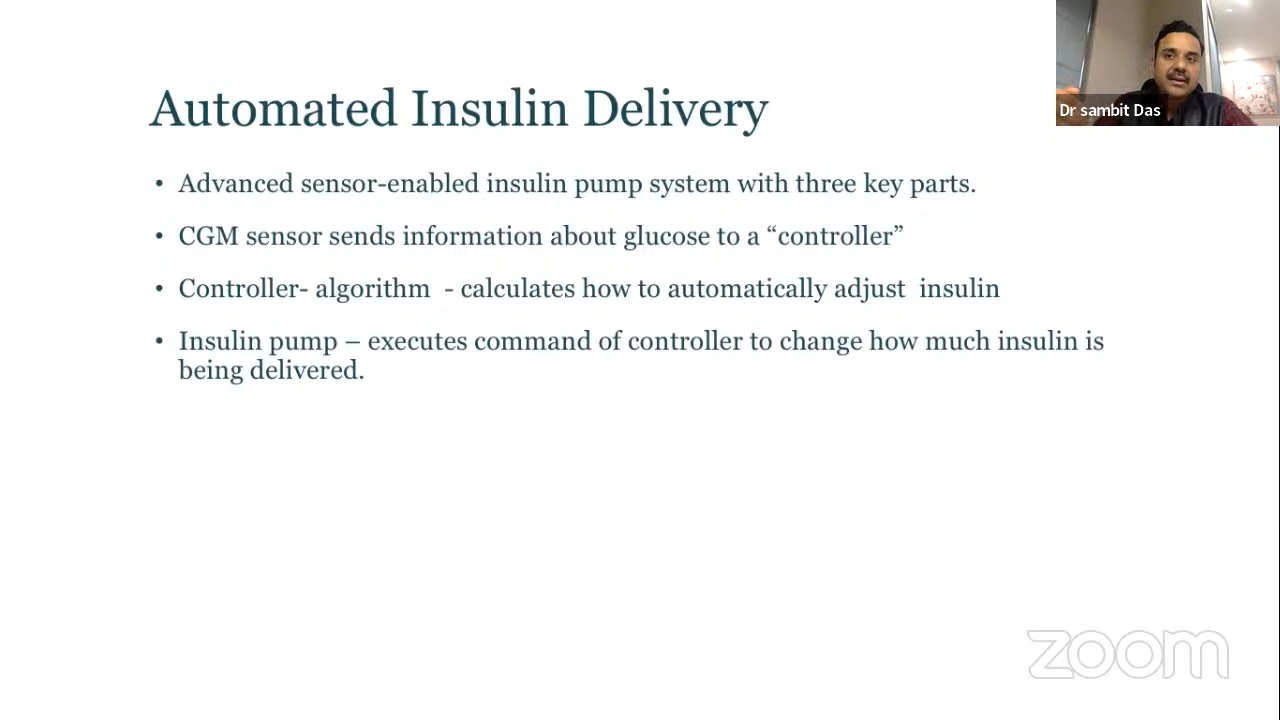 Automated Insulin Delivery
Dr sambit Das
• Advanced sensor-enabled insulin pump system with three key parts.
• CGM sensor sends information about glucose to a “controller”
• Controller- algorithm  - calculates how to automatically adjust  insulin
• Insulin pump – executes command of controller to change how much insulin is
being delivered.
zoom